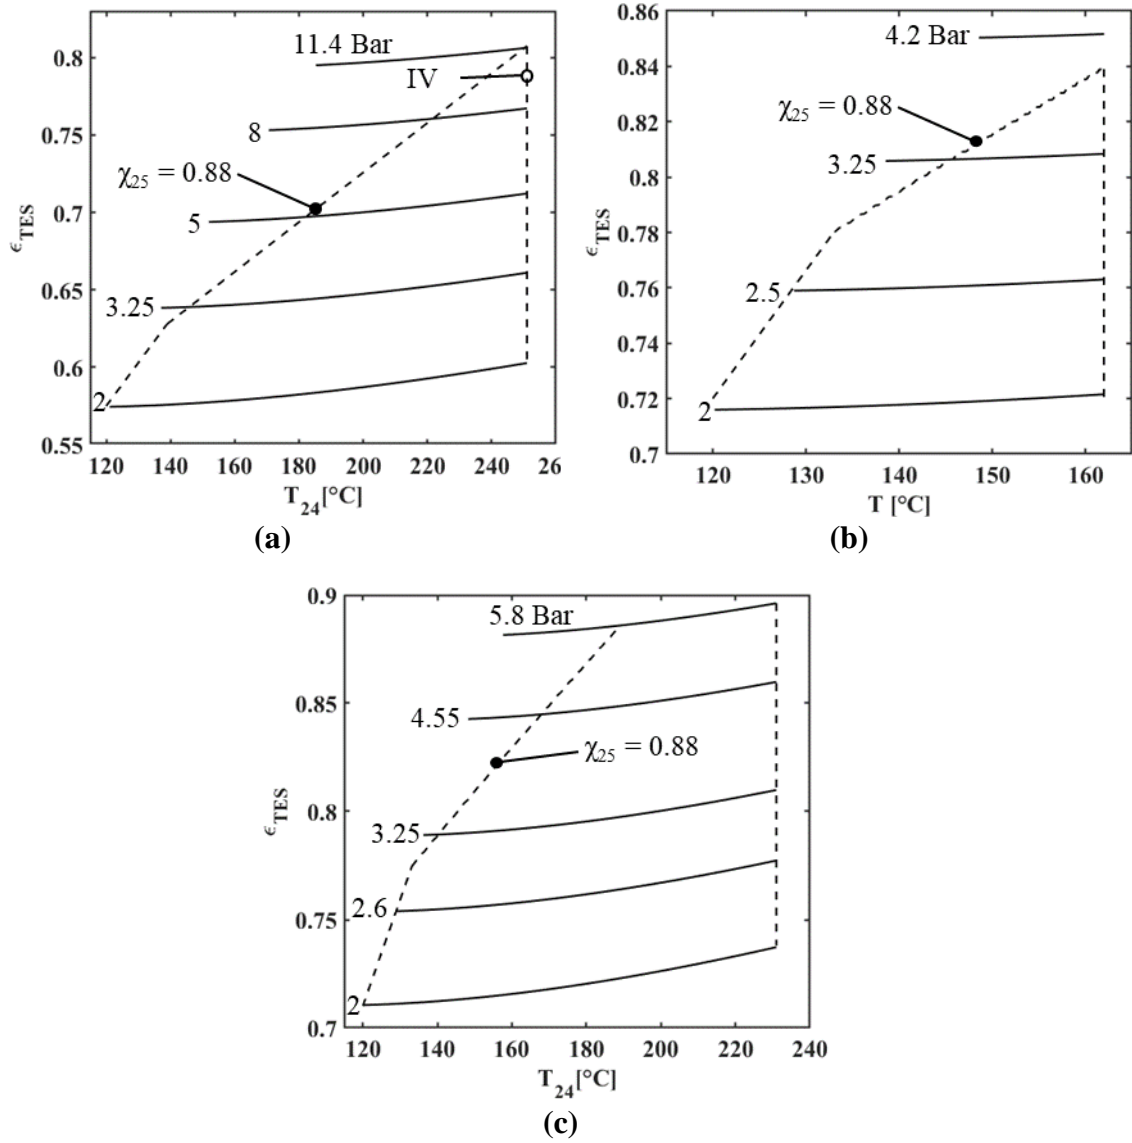 11.4 Bar
IV
8
χ25 = 0.88
5
3.25
2
0.8
0.75
0.7
0.65
0.6
0.55
ϵTES
120 140 160 180 200 220 240 26
T24[°C]
(a)
4.2 Bar
χ25 = 0.88
3.25
2.5
2
0.86
0.84
0.82
0.8
0.78
0.76
0.74
0.72
0.7
ϵTES
120 130 140 150 160
T [°C]
(b)
5.8 Bar
4.55
χ25 = 0.88
3.25
2.6
2
0.9
0.85
0.8
0.75
0.7
ϵTES
120 140 160 180 200 220 240
T24[°C]
(c)